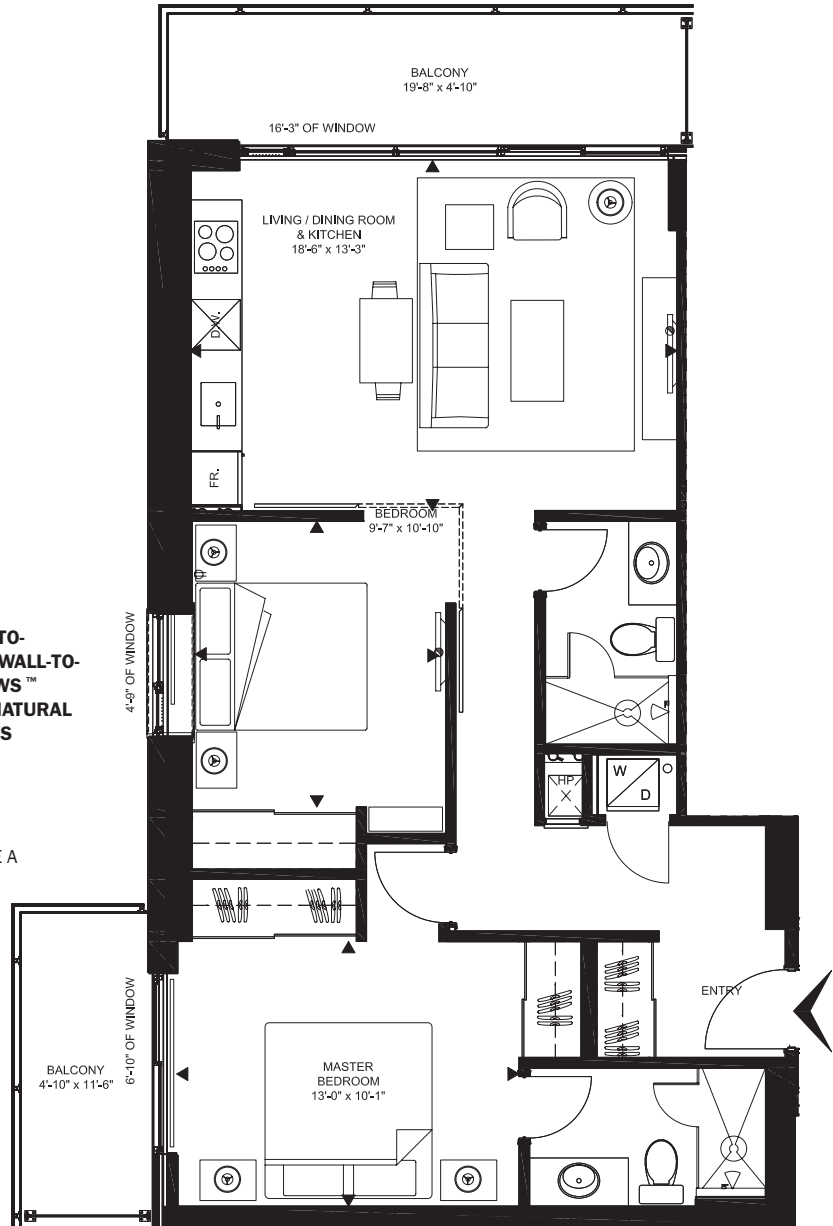 BALCONY
19'-8" x 4'-10"
16'-3" OF WINDOW
LIVING / DINING ROOM
& KITCHEN
18'-6" x 13'-3"
D.W.
FR.
BEDROOM
9'-7" x 10'-10"
4'-9" OF WINDOW
TO-
WALL-TO-
WS ™
NATURAL
TS
HP
W
D
E A
ENTRY
6'-10" OF WINDOW
BALCONY
4'-10" x 11'-6"
MASTER
BEDROOM
13'-0" x 10'-1"